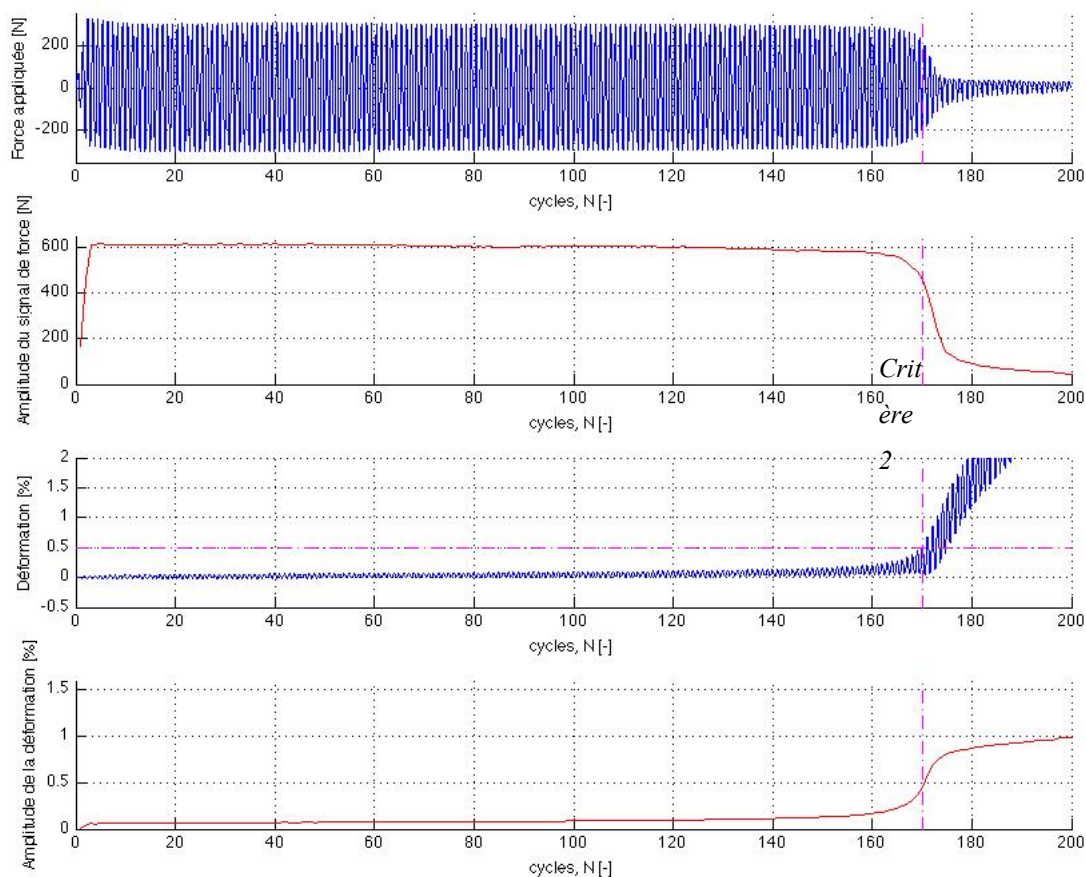 Force appliquée [N]
200
0
-200
0 20 40 60 80 100 120 140 160 180 200
cycles, N [-]
Amplitude du signal de force [N]
600
400
200
0
0 20 40 60 80 100 120 140 160 180 200
cycles, N [-]
Crit
ère
2
Déformation [%]
2
1.5
1
0.5
0
-0.5
0 20 40 60 80 100 120 140 160 180 200
cycles, N [-]
Amplitude de la déformation [%]
1.5
1
0.5
0
0 20 40 60 80 100 120 140 160 180 200
cycles, N [-]